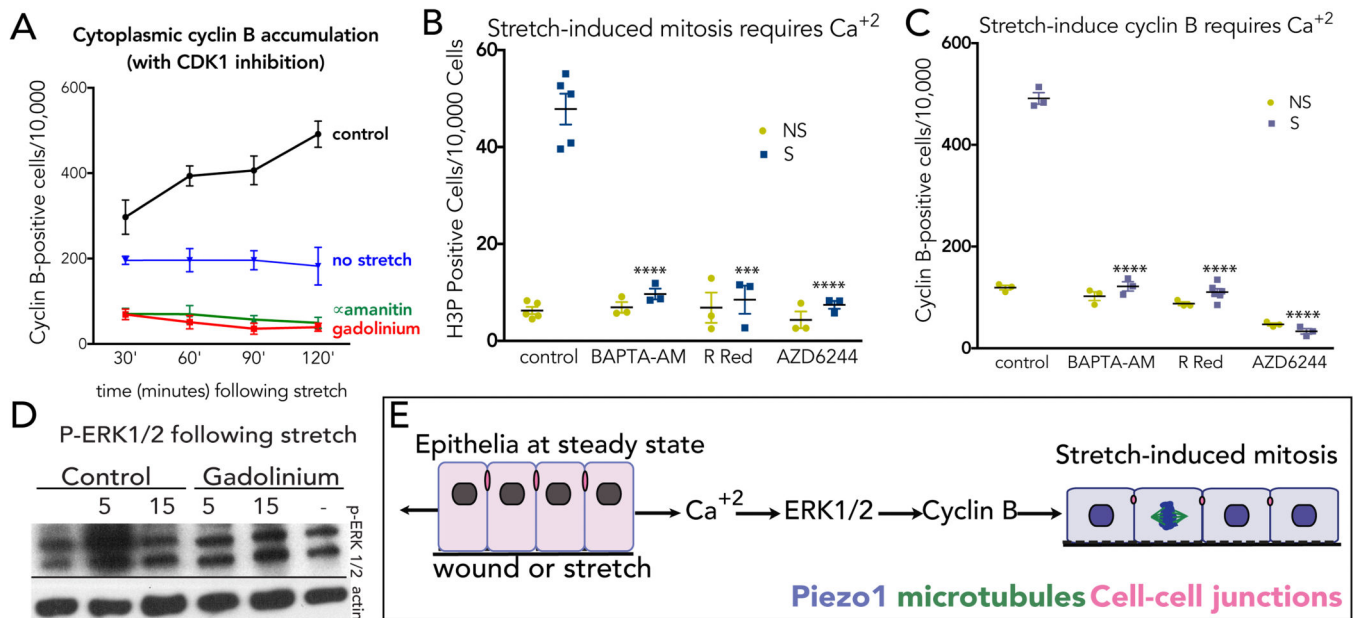 A
Cytoplasmic cyclin B accumulation
(with CDK1 inhibition)
Cyclin B-positive cells/10,000
600
400
200
0
control
no stretch
∝amanitin
gadolinium
30' 60' 90' 120'
time (minutes) following stretch
B
Stretch-induced mitosis requires Ca+2
H3P Positive Cells/10,000 Cells
60
40
20
0
NS
S
**** *** ****
control BAPTA-AM R Red AZD6244
C
Stretch-induce cyclin B requires Ca+2
Cyclin B-positive cells/10,000
600
400
200
0
NS
S
**** **** ****
control BAPTA-AM R Red AZD6244
D
P-ERK1/2 following stretch
Control Gadolinium
5 15 5 15 -
p-ERK 1/2
actin
E
Epithelia at steady state
wound or stretch
Ca+2
ERK1/2
Cyclin B
Stretch-induced mitosis
Piezo1 microtubules Cell-cell junctions